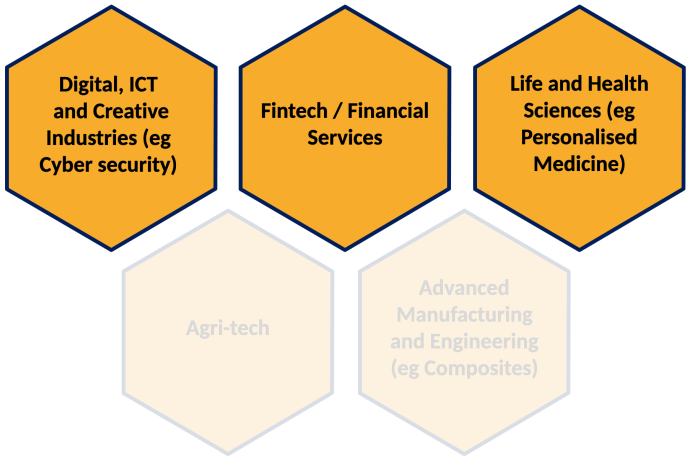 Digital, ICT
and Creative
Industries (eg
Cyber security)
Fintech / Financial
Services
Life and Health
Sciences (eg
Personalised
Medicine)
Agri-tech
Advanced
Manufacturing
and Engineering
(eg Composites)